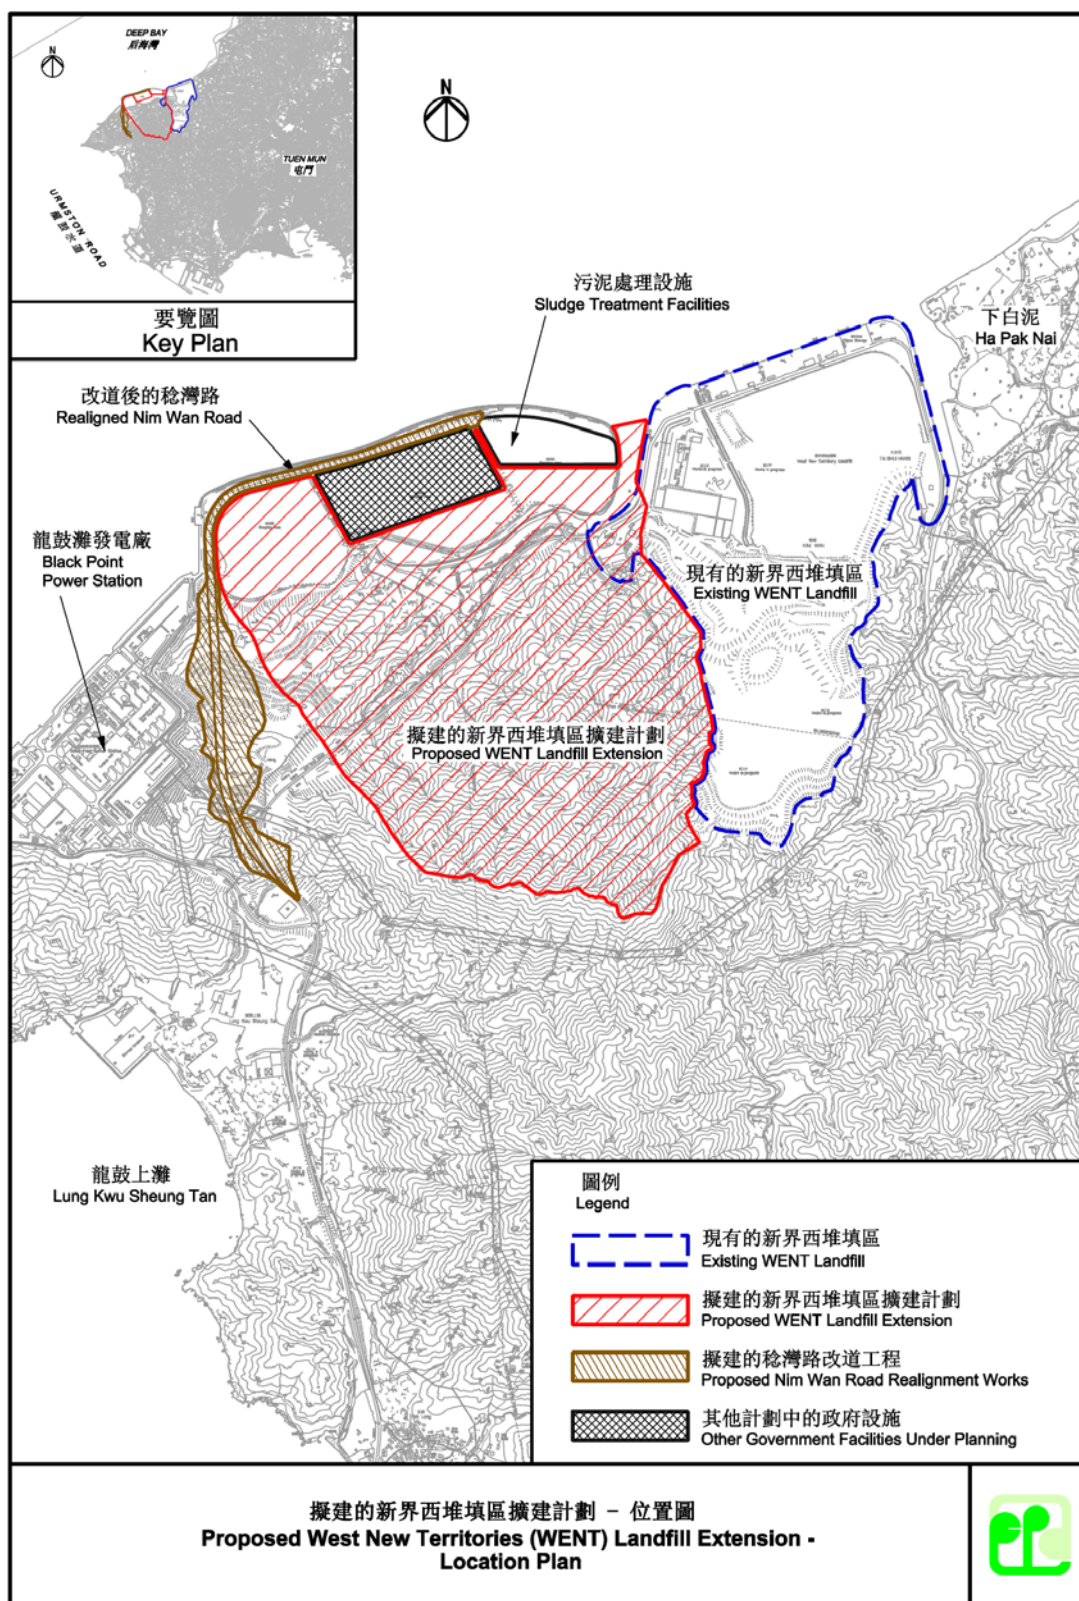 DEEP BAY
后海灣
N
TUEN MUN
屯門
URMSTON ROAD
龍鼓水道
要覽圖
Key Plan
N
污泥處理設施
Sludge Treatment Facilities
下白泥
Ha Pak Nai
改道後的稔灣路
Realigned Nim Wan Road
龍鼓灘發電廠
Black Point
Power Station
現有的新界西堆填區
Existing WENT Landfill
擬建的新界西堆填區擴建計劃
Proposed WENT Landfill Extension
Lung Kwu Sheung Tan
龍鼓上灘
Lung Kwu Sheung Tan
圖例
Legend
現有的新界西堆填區
Existing WENT Landfill
擬建的新界西堆填區擴建計劃
Proposed WENT Landfill Extension
擬建的稔灣路改道工程
Proposed Nim Wan Road Realignment Works
其他計劃中的政府設施
Other Government Facilities Under Planning
擬建的新界西堆填區擴建計劃 - 位置圖
Proposed West New Territories (WENT) Landfill Extension -
Location Plan